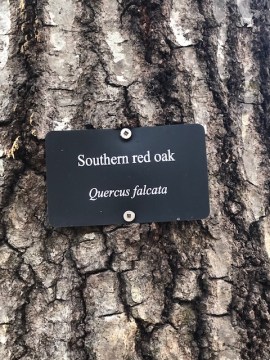 Southern red oak
Quercus falcata